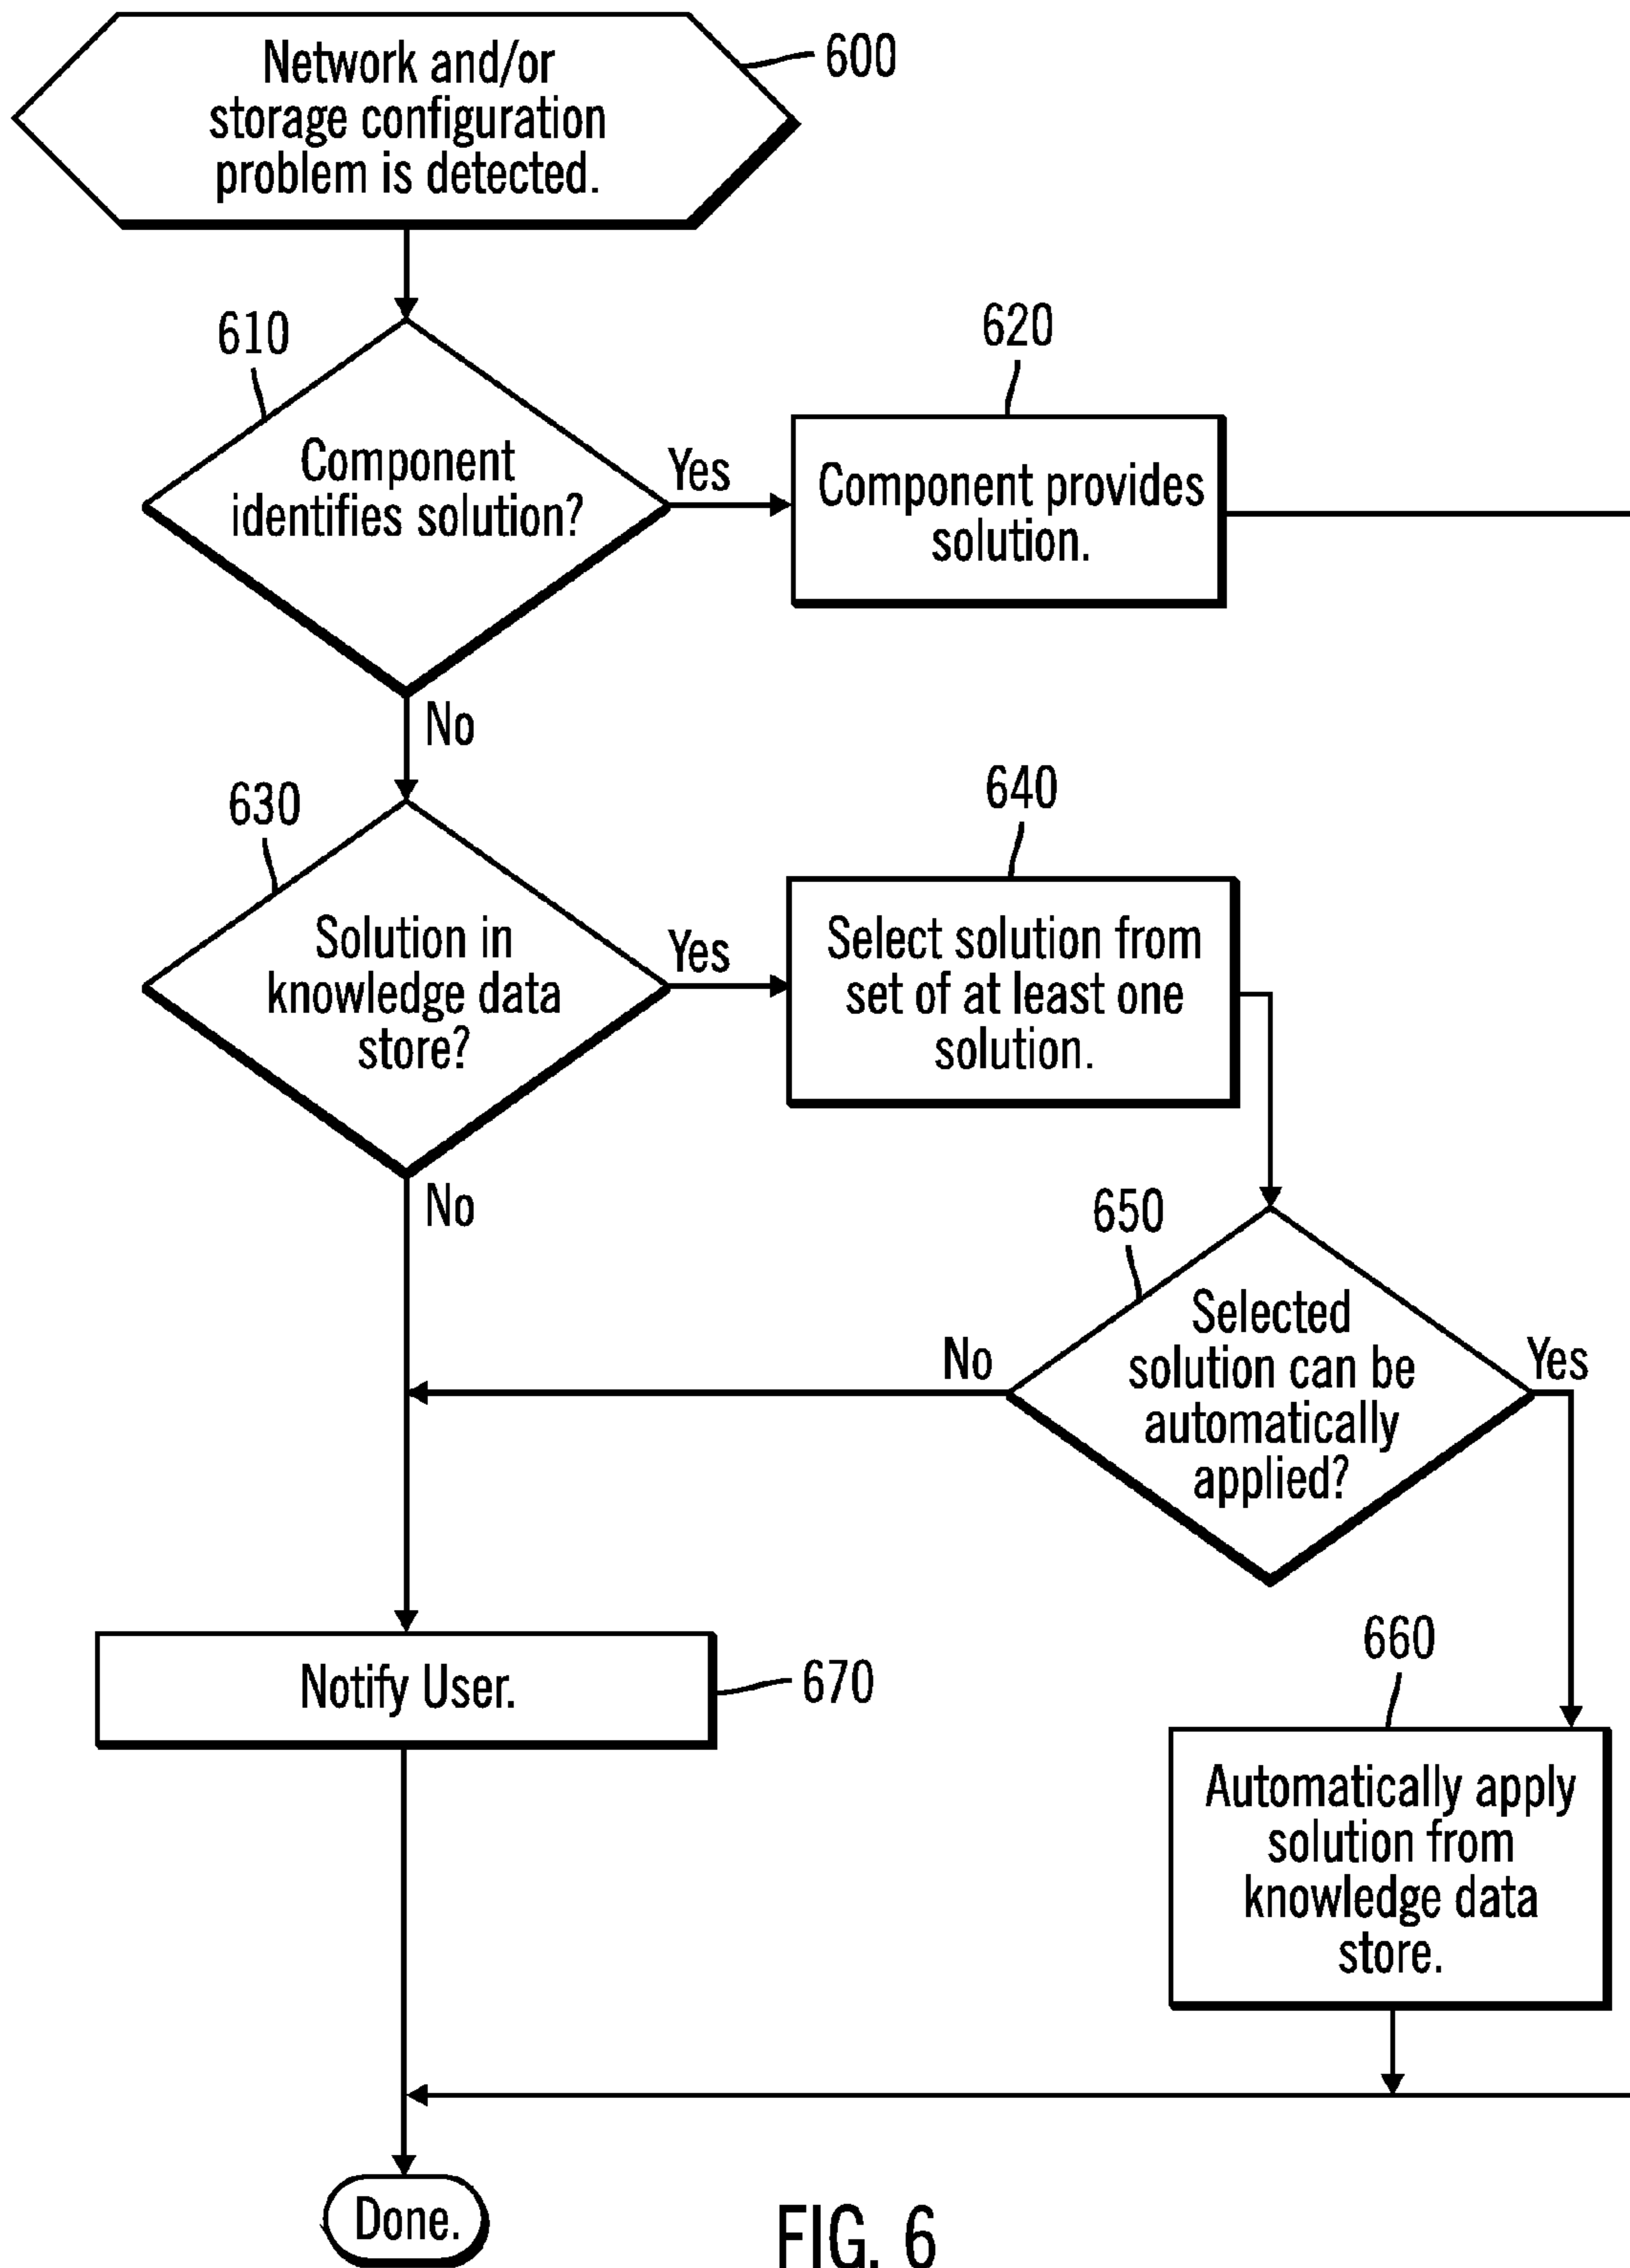 Network and/or
storage configuration
problem is detected.
600
610
Component
identifies solution?
Yes
620
Component provides
solution.
No
630
Solution in
knowledge data
store?
Yes
640
Select solution from
set of at least one
solution.
No
650
Selected
solution can be
automatically
applied?
No
Yes
660
Automatically apply
solution from
knowledge data
store.
Notify User.
670
Done.
FIG. 6